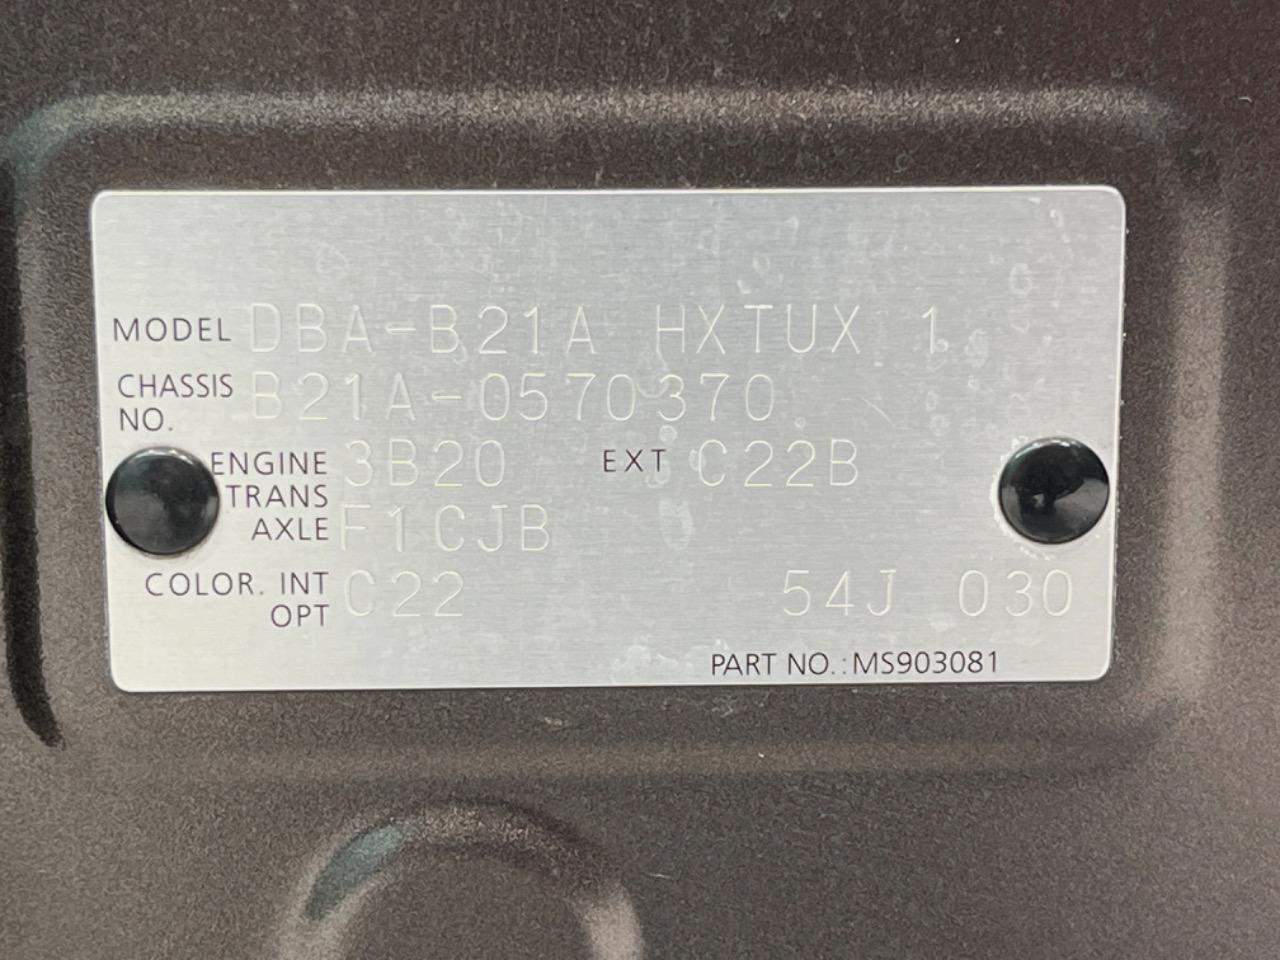 MODEL DBA-B21A HXTUX 1
CHASSIS NO. B21A-0570370
ENGINE 3B20 EXT C22B
TRANS AXLE F1CJB
COLOR. INT OPT C22 54J 030
PART NO.:MS903081